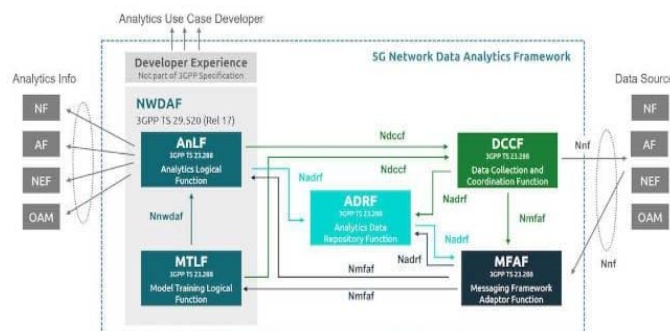 Analytics Use Case Developer
Developer Experience
Not part of 3GPP Specification
5G Network Data Analytics Framework
Analytics Info
NF
AF
NEF
OAM
NWDAF
3GPP TS 29.520 (Rel 17)
AnLF
3GPP TS 23.288
Analytics Logical
Function
Nnwdaf
MTLF
3GPP TS 23.288
Model Training Logical
Function
Ndccf
Ndccf
Nadrf
ADRF
3GPP TS 23.288
Analytics Data
Repository Function
Nadrf
Nadrf
Nadrf
Nmfaf
Nmfaf
DCCF
3GPP TS 23.288
Data Collection and
Coordination Function
Nmfaf
MFAF
3GPP TS 23.288
Messaging Framework
Adaptor Function
Nnf
Nnf
Data Source
NF
AF
NEF
OAM